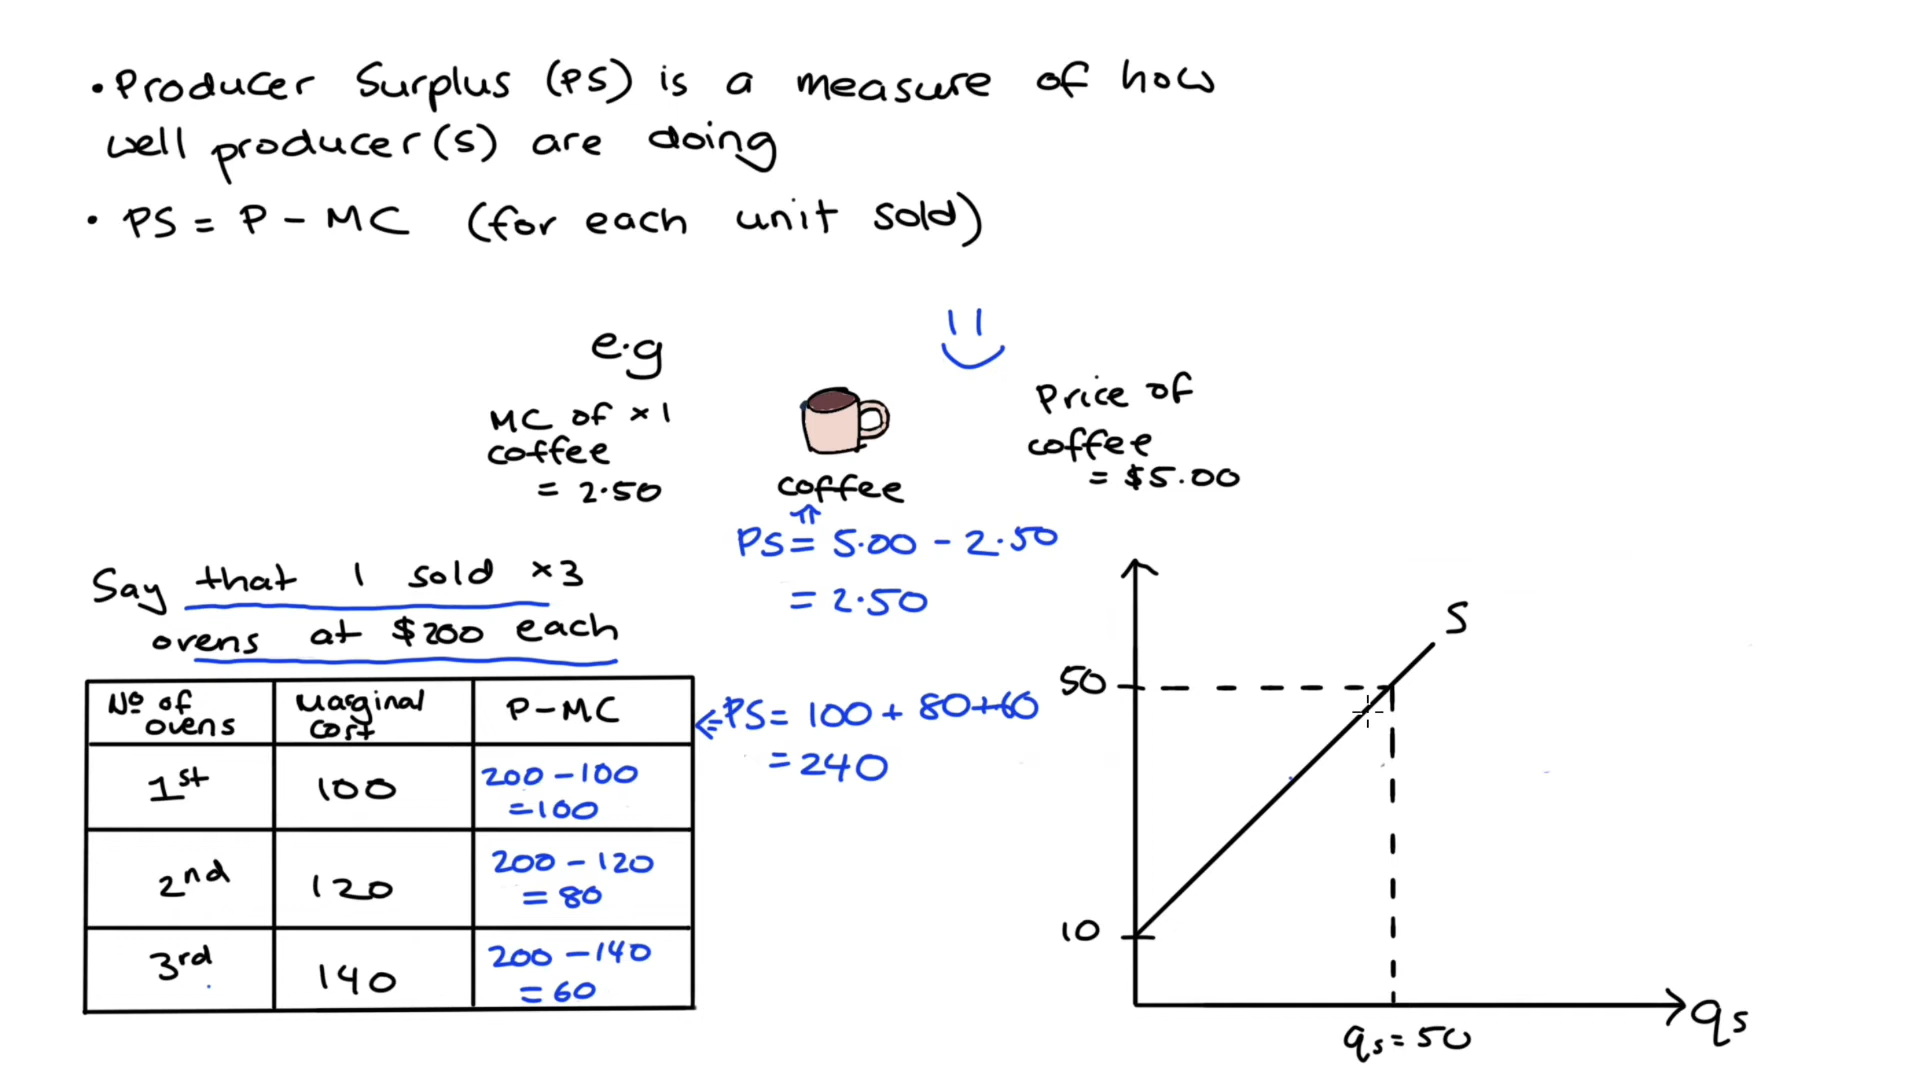 • Producer Surplus (PS) is a measure of how
well producer(s) are doing
• PS = P - MC (for each unit sold)
e.g
MC of x 1
coffee
= 2.50
coffee
Price of
coffee
= $5.00
PS = 5.00 - 2.50
= 2.50
Say that I sold x3
ovens at $200 each
Nº of
ovens
Marginal
cost
P-MC
1st
100
200 - 100
= 100
2nd
120
200 - 120
= 80
3rd
140
200 - 140
= 60
PS = 100 + 80 + 60
= 240
S
50
10
qs = 50
qs